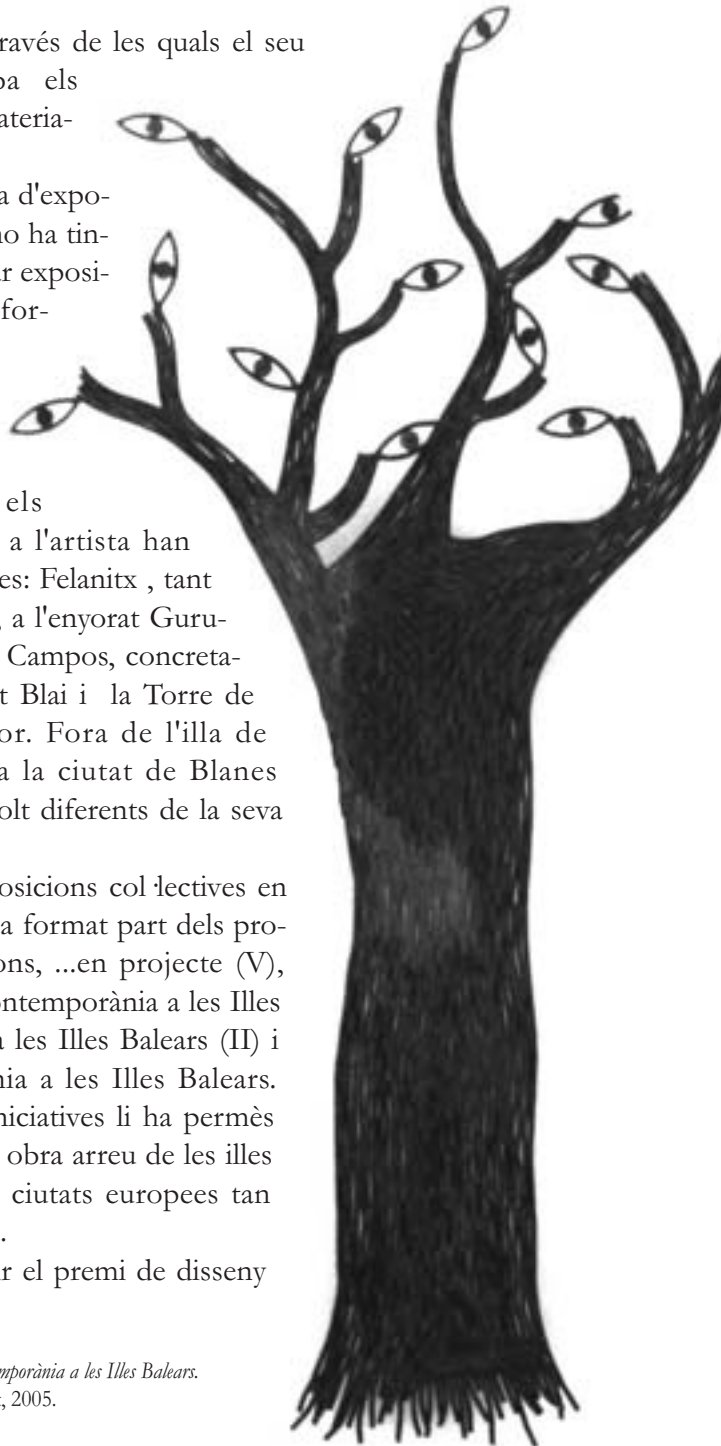 ravés de les quals el seu
pa els
ateria-
a d'expo-
no ha tin-
ar exposi-
for-
els
a l'artista han
es: Felanitx , tant
, a l'enyorat Guru-
Campos, concreta-
t Blai i la Torre de
or. Fora de l'illa de
a la ciutat de Blanes
olt diferents de la seva
osicions col·lectives en
a format part dels pro-
ons, ...en projecte (V),
ontemporània a les Illes
a les Illes Balears (II) i
nia a les Illes Balears.
niciatives li ha permès
obra arreu de les illes
ciutats europees tan
.
ar el premi de disseny
mporània a les Illes Balears.
t, 2005.